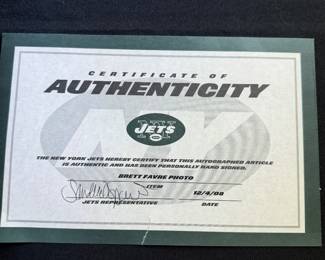 CERTIFICATE OF
AUTHENTICITY
NY
JETS
THE NEW YORK JETS HEREBY CERTIFY THAT THIS AUTOGRAPHED ARTICLE
IS AUTHENTIC AND HAS BEEN PERSONALLY HAND SIGNED:
BRETT FAVRE PHOTO
ITEM
12/4/08
JETS REPRESENTATIVE
DATE